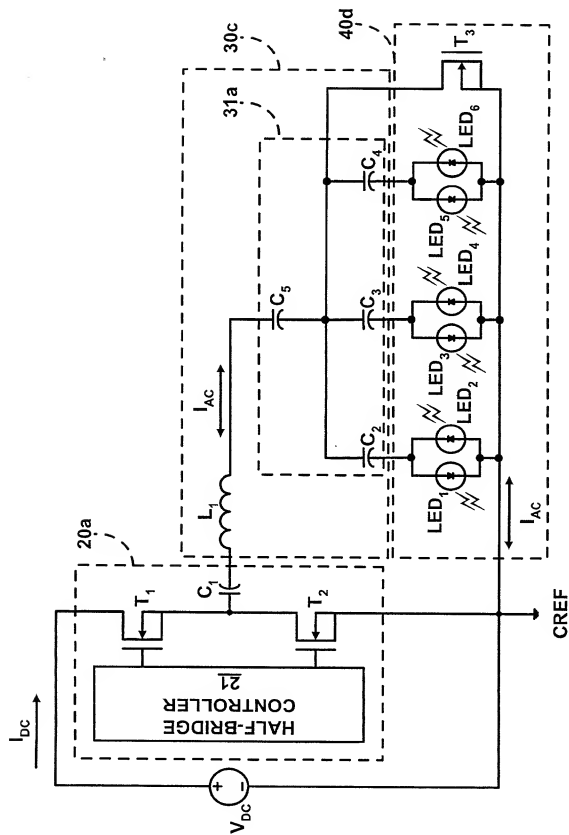 I_DC
V_DC
HALF-BRIDGE
CONTROLLER
21
T_1
T_2
20a
C_1
L_1
I_AC
30c
31a
C_5
C_2
C_3
C_4
40d
LED_1
LED_2
LED_3
LED_4
LED_5
LED_6
T_3
I_AC
CREF